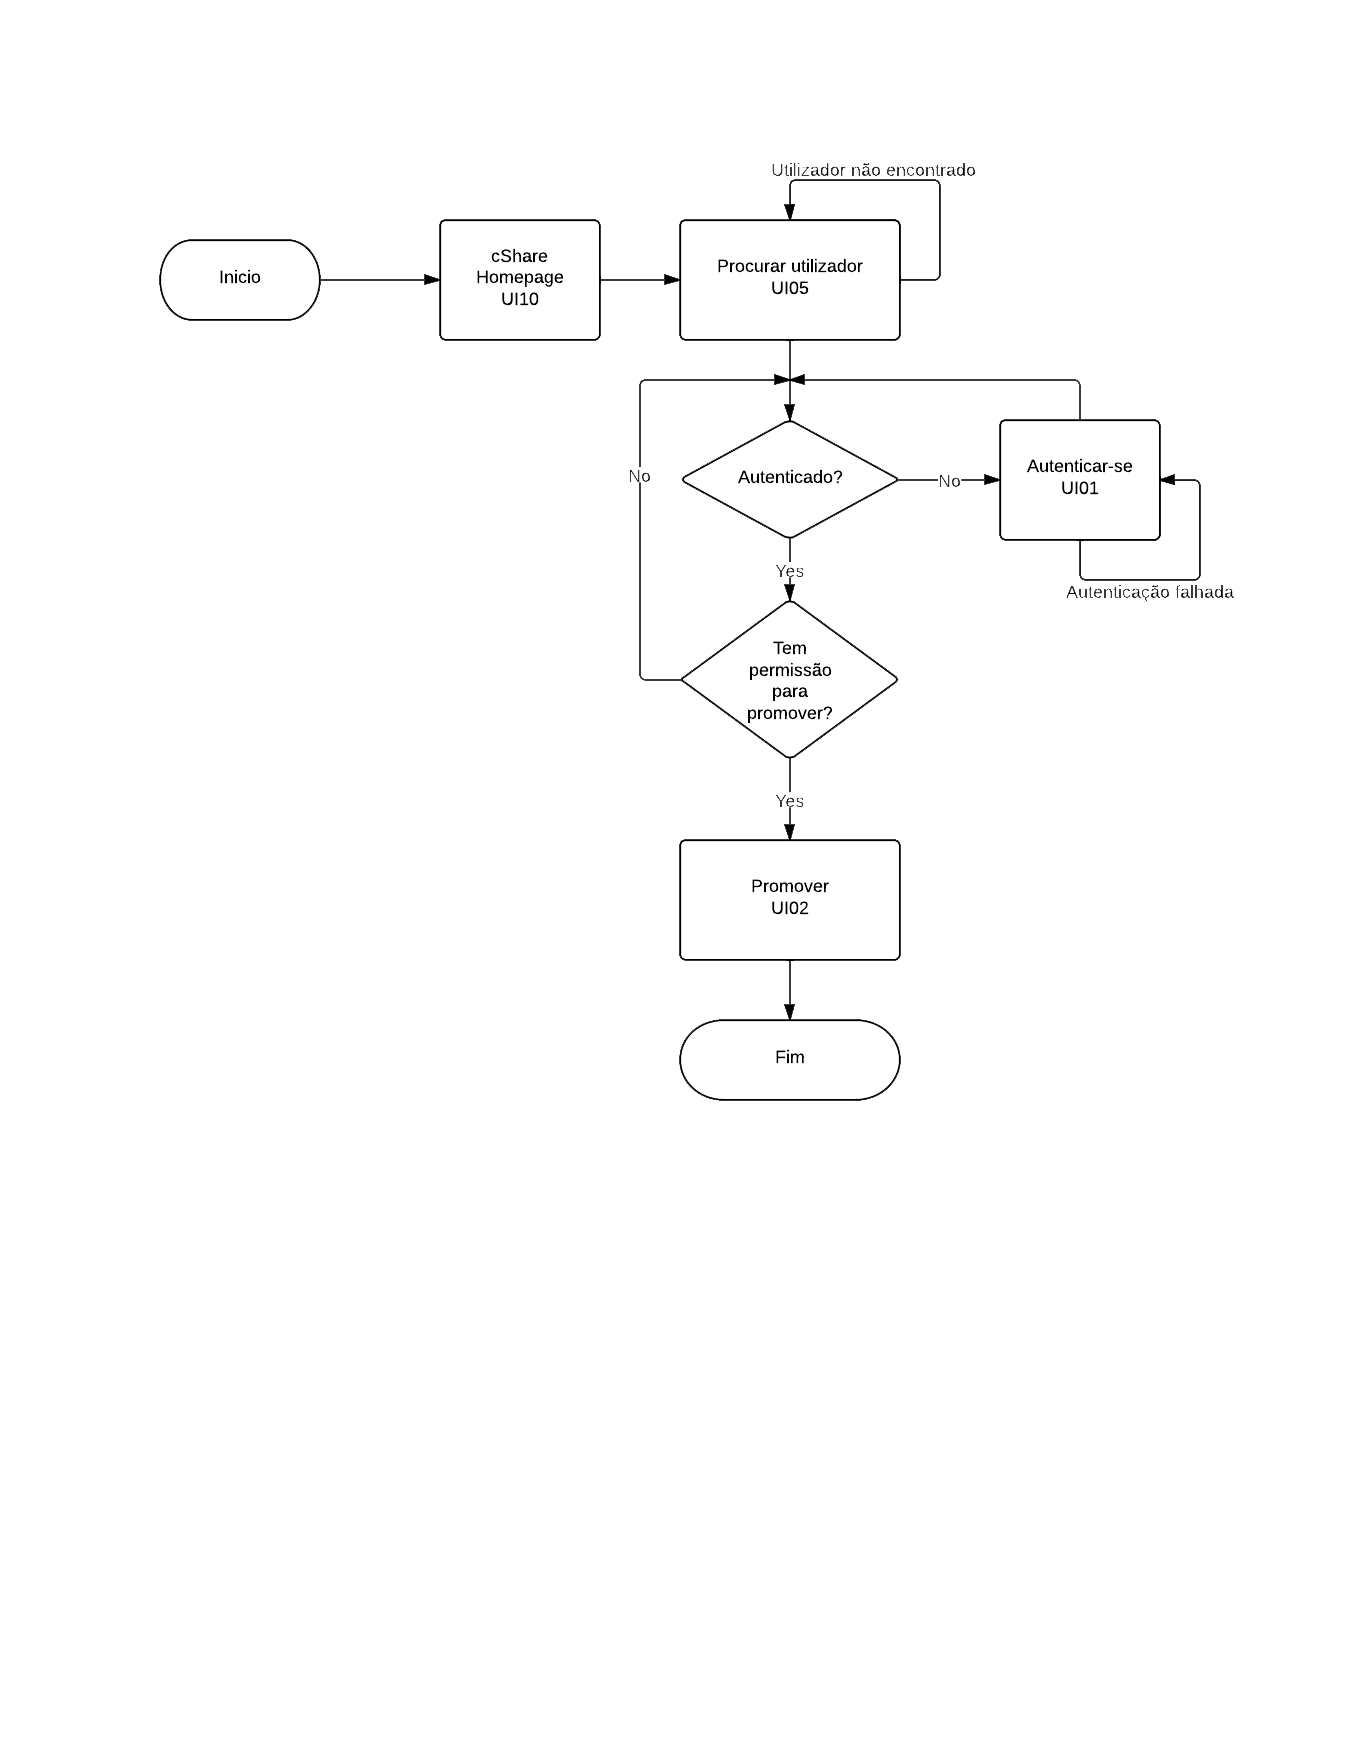 Utilizador não encontrado
Inicio
cShare
Homepage
UI10
Procurar utilizador
UI05
No
Autenticado?
No
Autenticar-se
UI01
Yes
Autenticação falhada
Tem
permissão
para
promover?
Yes
Promover
UI02
Fim